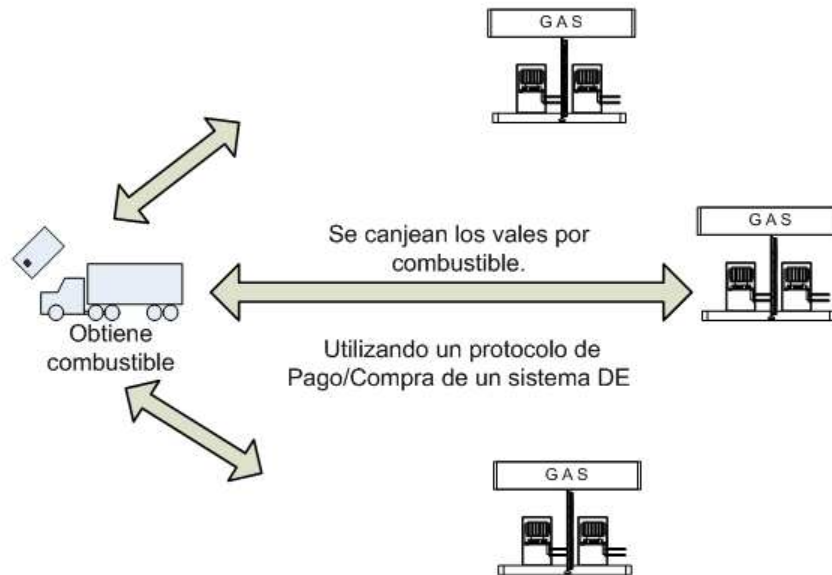 GAS
GAS
Se canjean los vales por
combustible.
Obtiene
combustible
Utilizando un protocolo de
Pago/Compra de un sistema DE
GAS